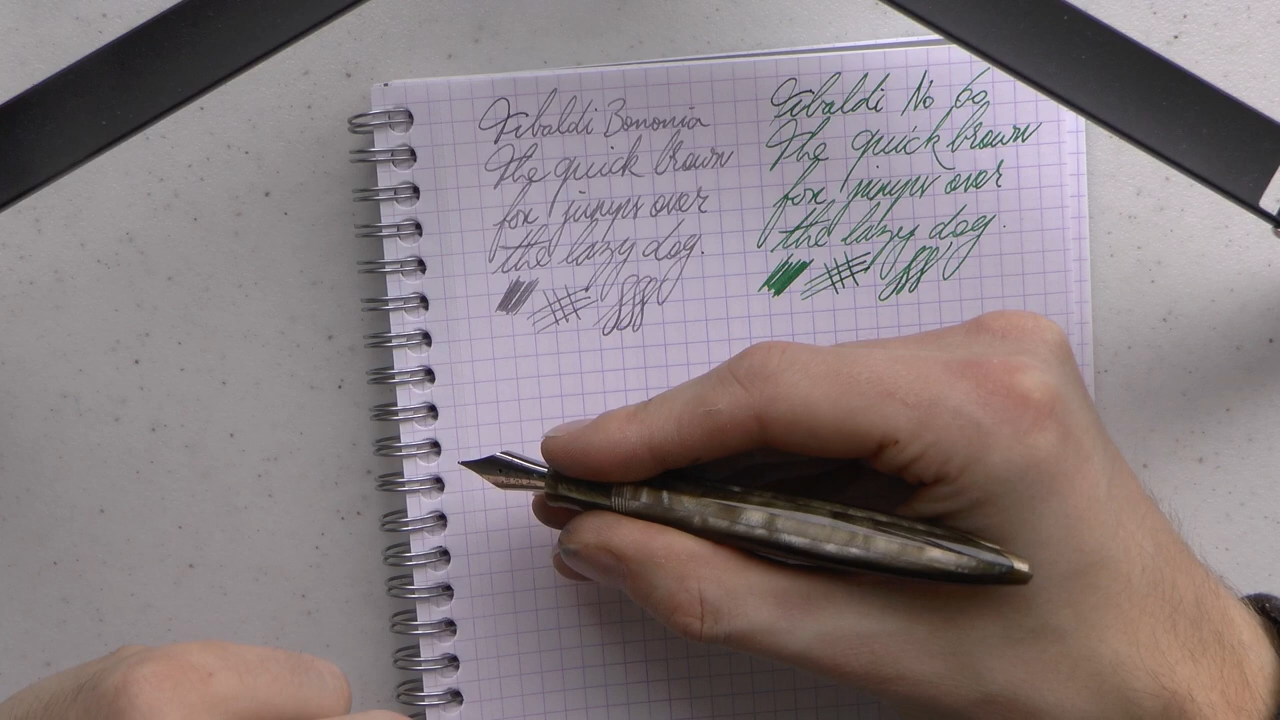 Tibaldi Bononia
The quick brown
fox jumps over
the lazy dog.
Tibaldi No 60
The quick brown
fox jumps over
the lazy dog.